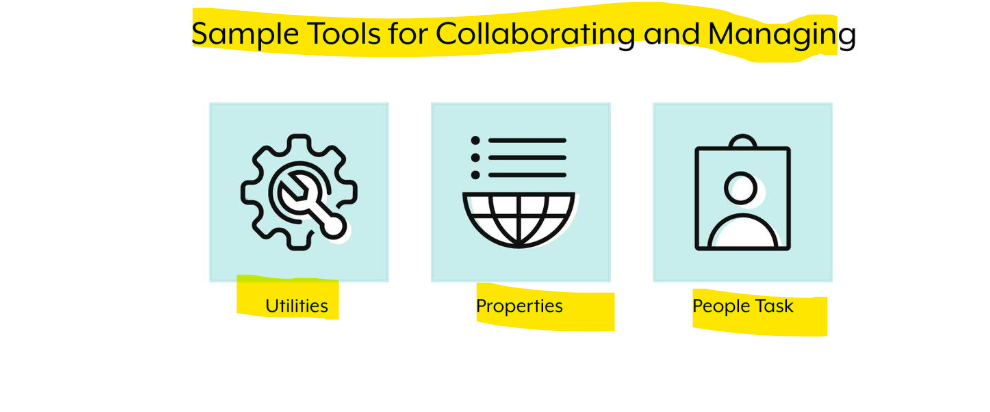 Sample Tools for Collaborating and Managing
Utilities
Properties
People Task